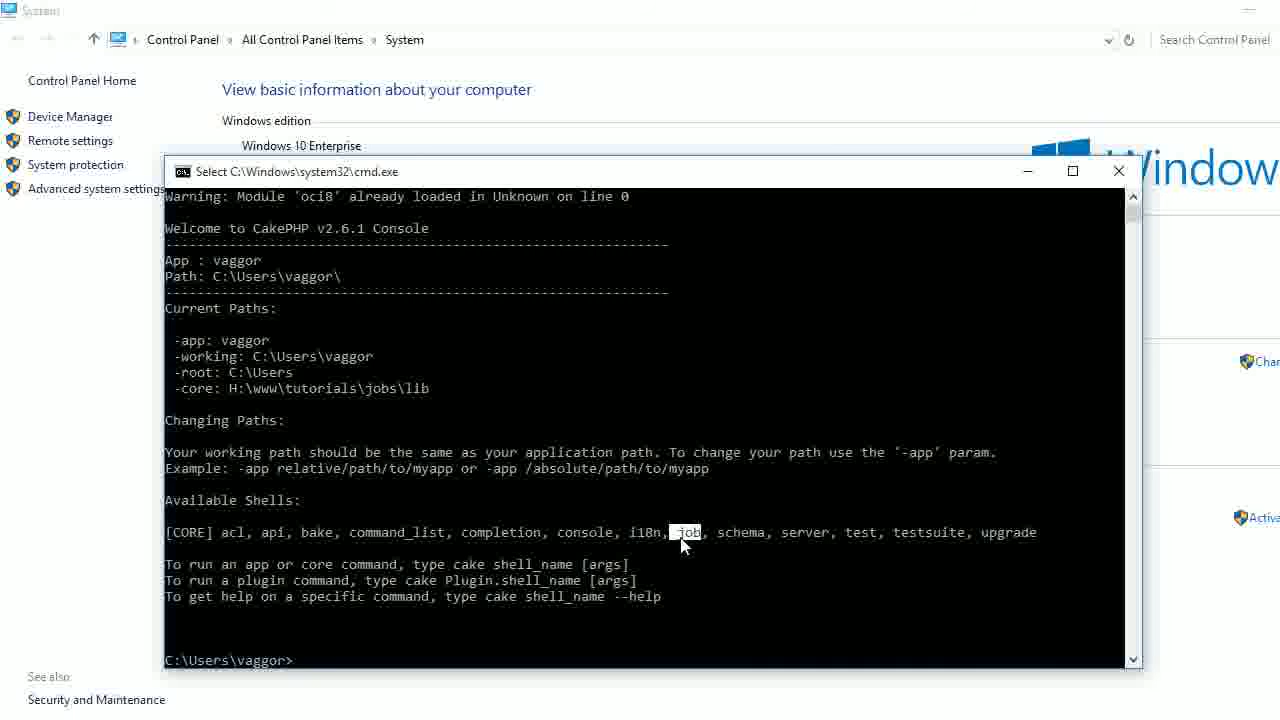 System
Control Panel › All Control Panel Items › System
Search Control Panel
Control Panel Home
Device Manager
Remote settings
System protection
Advanced system settings
View basic information about your computer
Windows edition
Windows 10 Enterprise
Window
Select C:\Windows\system32\cmd.exe
Warning: Module 'oci8' already loaded in Unknown on line 0
Welcome to CakePHP v2.6.1 Console
---------------------------------------------------------------
App : vaggor
Path: C:\Users\vaggor\
---------------------------------------------------------------
Current Paths:
-app: vaggor
-working: C:\Users\vaggor
-root: C:\Users
-core: H:\www\tutorials\jobs\lib
Changing Paths:
Your working path should be the same as your application path. To change your path use the '-app' param.
Example: -app relative/path/to/myapp or -app /absolute/path/to/myapp
Available Shells:
[CORE] acl, api, bake, command_list, completion, console, i18n, job, schema, server, test, testsuite, upgrade
To run an app or core command, type cake shell_name [args]
To run a plugin command, type cake Plugin.shell_name [args]
To get help on a specific command, type cake shell_name --help
C:\Users\vaggor>
Char
Activa
See also
Security and Maintenance